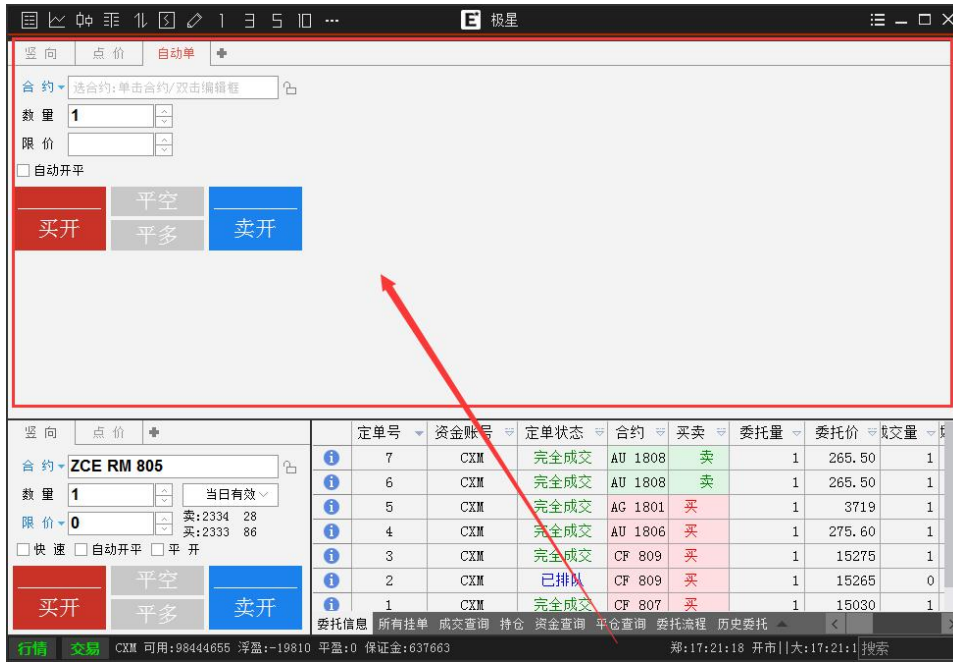 1 3 5 10 ... E 极星
竖向 点价 自动单
合约 选合约:单击合约/双击编辑框
数量 1
限价
自动开平
买开 平空 卖开
平多
竖向 点价
合约 ZCE RM 805
数量 1 当日有效
限价 0 卖:2334 28
买:2333 86
快速 自动开平 平开
买开 平空 卖开
平多
定单号 资金账号 定单状态 合约 买卖 委托量 委托价 成交量
7 CXM 完全成交 AU 1808 卖 1 265.50 1
6 CXM 完全成交 AU 1808 卖 1 265.50 1
5 CXM 完全成交 AG 1801 买 1 3719 1
4 CXM 完全成交 AU 1806 买 1 275.60 1
3 CXM 完全成交 CF 809 买 1 15275 1
2 CXM 已排队 CF 809 买 1 15265 0
1 CXM 完全成交 CF 807 买 1 15030 1
委托信息 所有挂单 成交查询 持仓 资金查询 平仓查询 委托流程 历史委托
行情 交易 CXM 可用:98444655 浮盈:-19810 平盈:0 保证金:637663 郑:17:21:18 开市||大:17:21:1 搜索